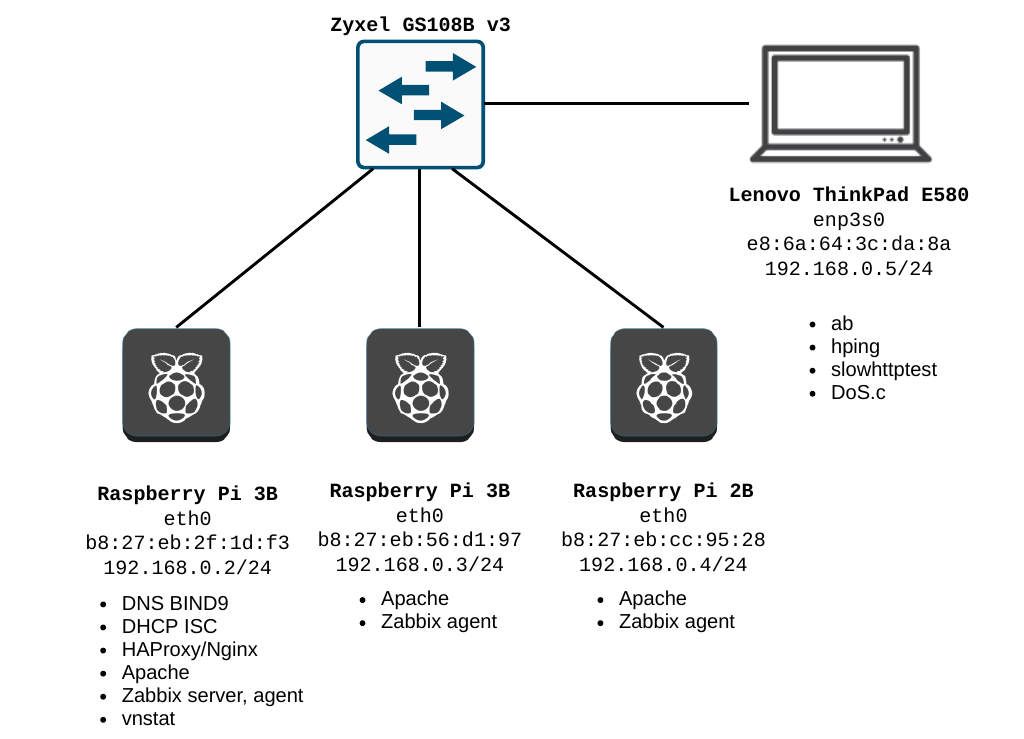 Zyxel GS108B v3
Lenovo ThinkPad E580
enp3s0
e8:6a:64:3c:da:8a
192.168.0.5/24
• ab
• hping
• slowhttptest
• DoS.c
Raspberry Pi 3B
eth0
b8:27:eb:2f:1d:f3
192.168.0.2/24
• DNS BIND9
• DHCP ISC
• HAProxy/Nginx
• Apache
• Zabbix server, agent
• vnstat
Raspberry Pi 3B
eth0
b8:27:eb:56:d1:97
192.168.0.3/24
• Apache
• Zabbix agent
Raspberry Pi 2B
eth0
b8:27:eb:cc:95:28
192.168.0.4/24
• Apache
• Zabbix agent